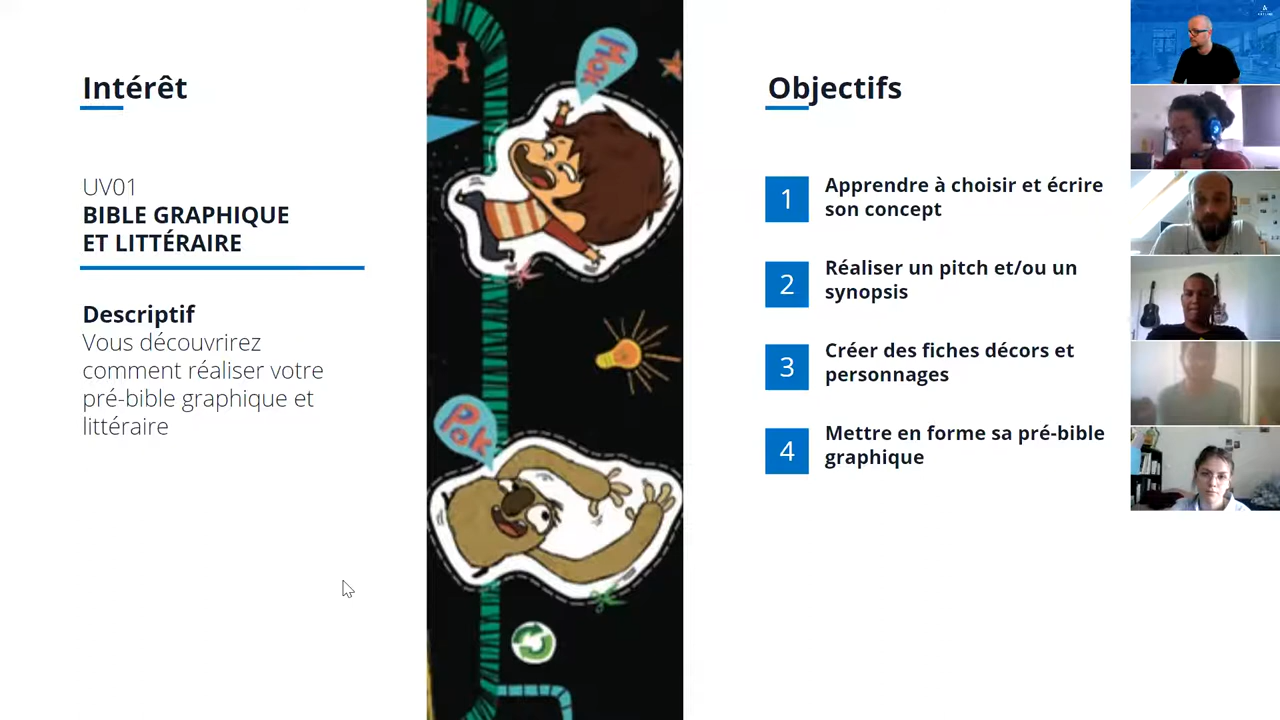 Intérêt
UV01
BIBLE GRAPHIQUE
ET LITTÉRAIRE
Descriptif
Vous découvrirez
comment réaliser votre
pré-bible graphique et
littéraire
Mok
Pok
Objectifs
1
Apprendre à choisir et écrire
son concept
2
Réaliser un pitch et/ou un
synopsis
3
Créer des fiches décors et
personnages
4
Mettre en forme sa pré-bible
graphique